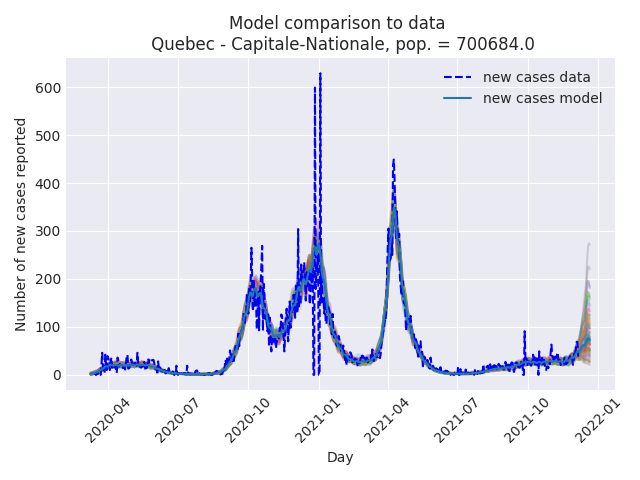 Model comparison to data
Quebec - Capitale-Nationale, pop. = 700684.0
new cases data
new cases model
Number of new cases reported
600
500
400
300
200
100
0
2020-04
2020-07
2020-10
2021-01
2021-04
2021-07
2021-10
2022-01
Day